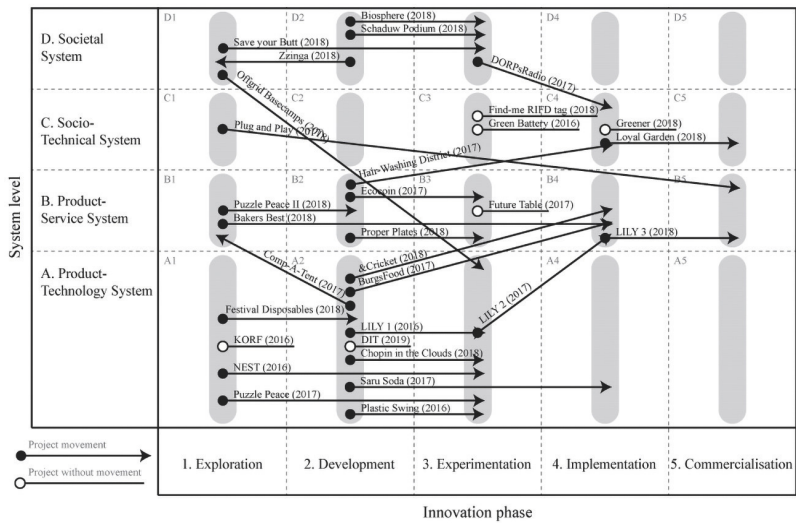 D1
D2
D4
D5
Biosphere (2018)
Schaduw Podium (2018)
D. Societal
System
Save your Butt (2018)
Zzinga (2018)
DORPsRadio (2017)
Offgrid Basecamps (2018)
C1
C3
C4
C5
C. Socio-
Technical System
Find-me RIFD tag (2018)
Plug and Play (2017)
Green Battery (2016)
Greener (2018)
Loyal Garden (2018)
Hair-Washing District (2017)
B1
B2
B3
B4
B5
B. Product-
Service System
Ecocoin (2017)
Puzzle Peace II (2018)
Future Table (2017)
Bakers Best (2018)
Proper Plates (2018)
LILY 3 (2018)
System level
A1
A2
A4
A5
A. Product-
Technology System
&Cricket (2018)
BurgsFood (2017)
Comp-A-Tent (2017)
LILY 2 (2017)
Festival Disposables (2018)
LILY 1 (2016)
KORF (2016)
DIT (2019)
Chopin in the Clouds (2018)
NEST (2016)
Saru Soda (2017)
Puzzle Peace (2017)
Plastic Swing (2016)
Project movement
Project without movement
1. Exploration
2. Development
3. Experimentation
4. Implementation
5. Commercialisation
Innovation phase